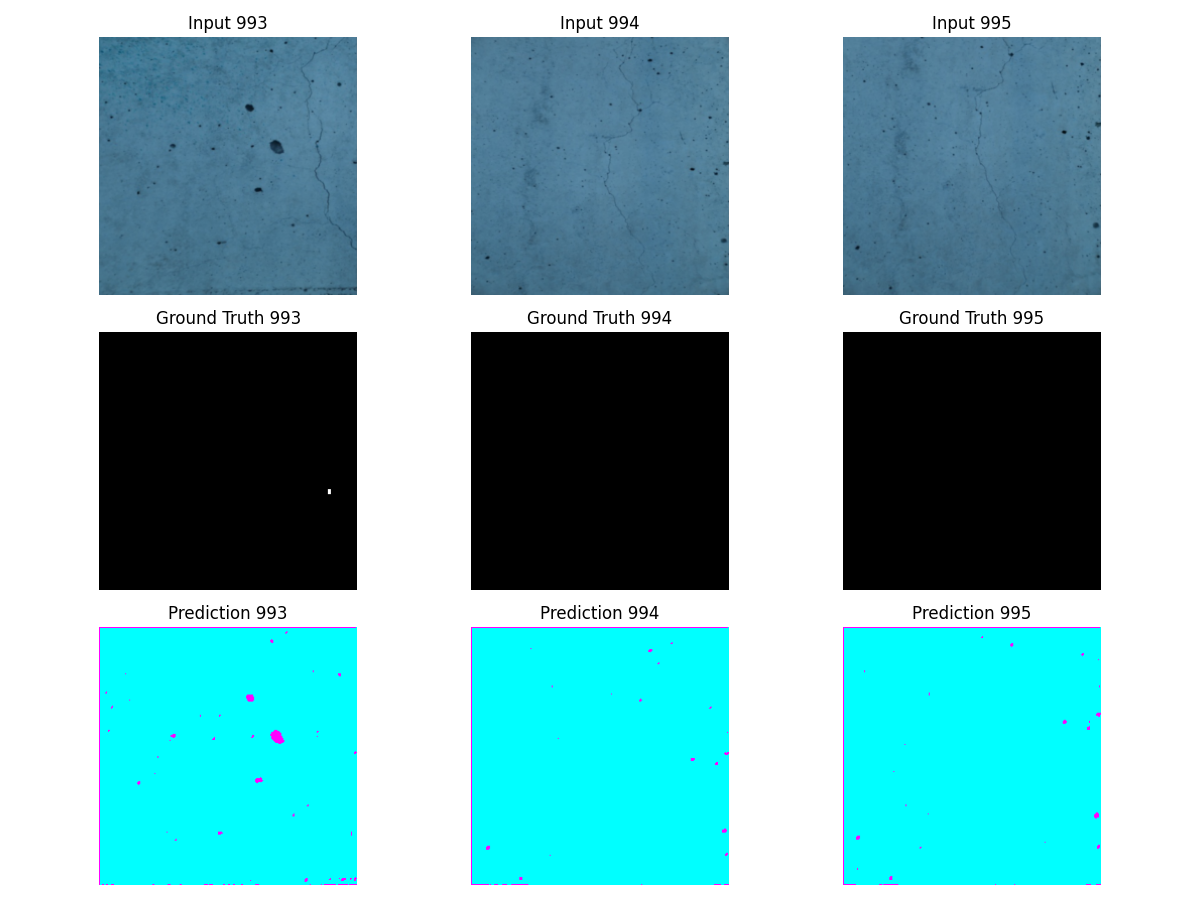 Input 993
Input 994
Input 995
Ground Truth 993
Ground Truth 994
Ground Truth 995
Prediction 993
Prediction 994
Prediction 995